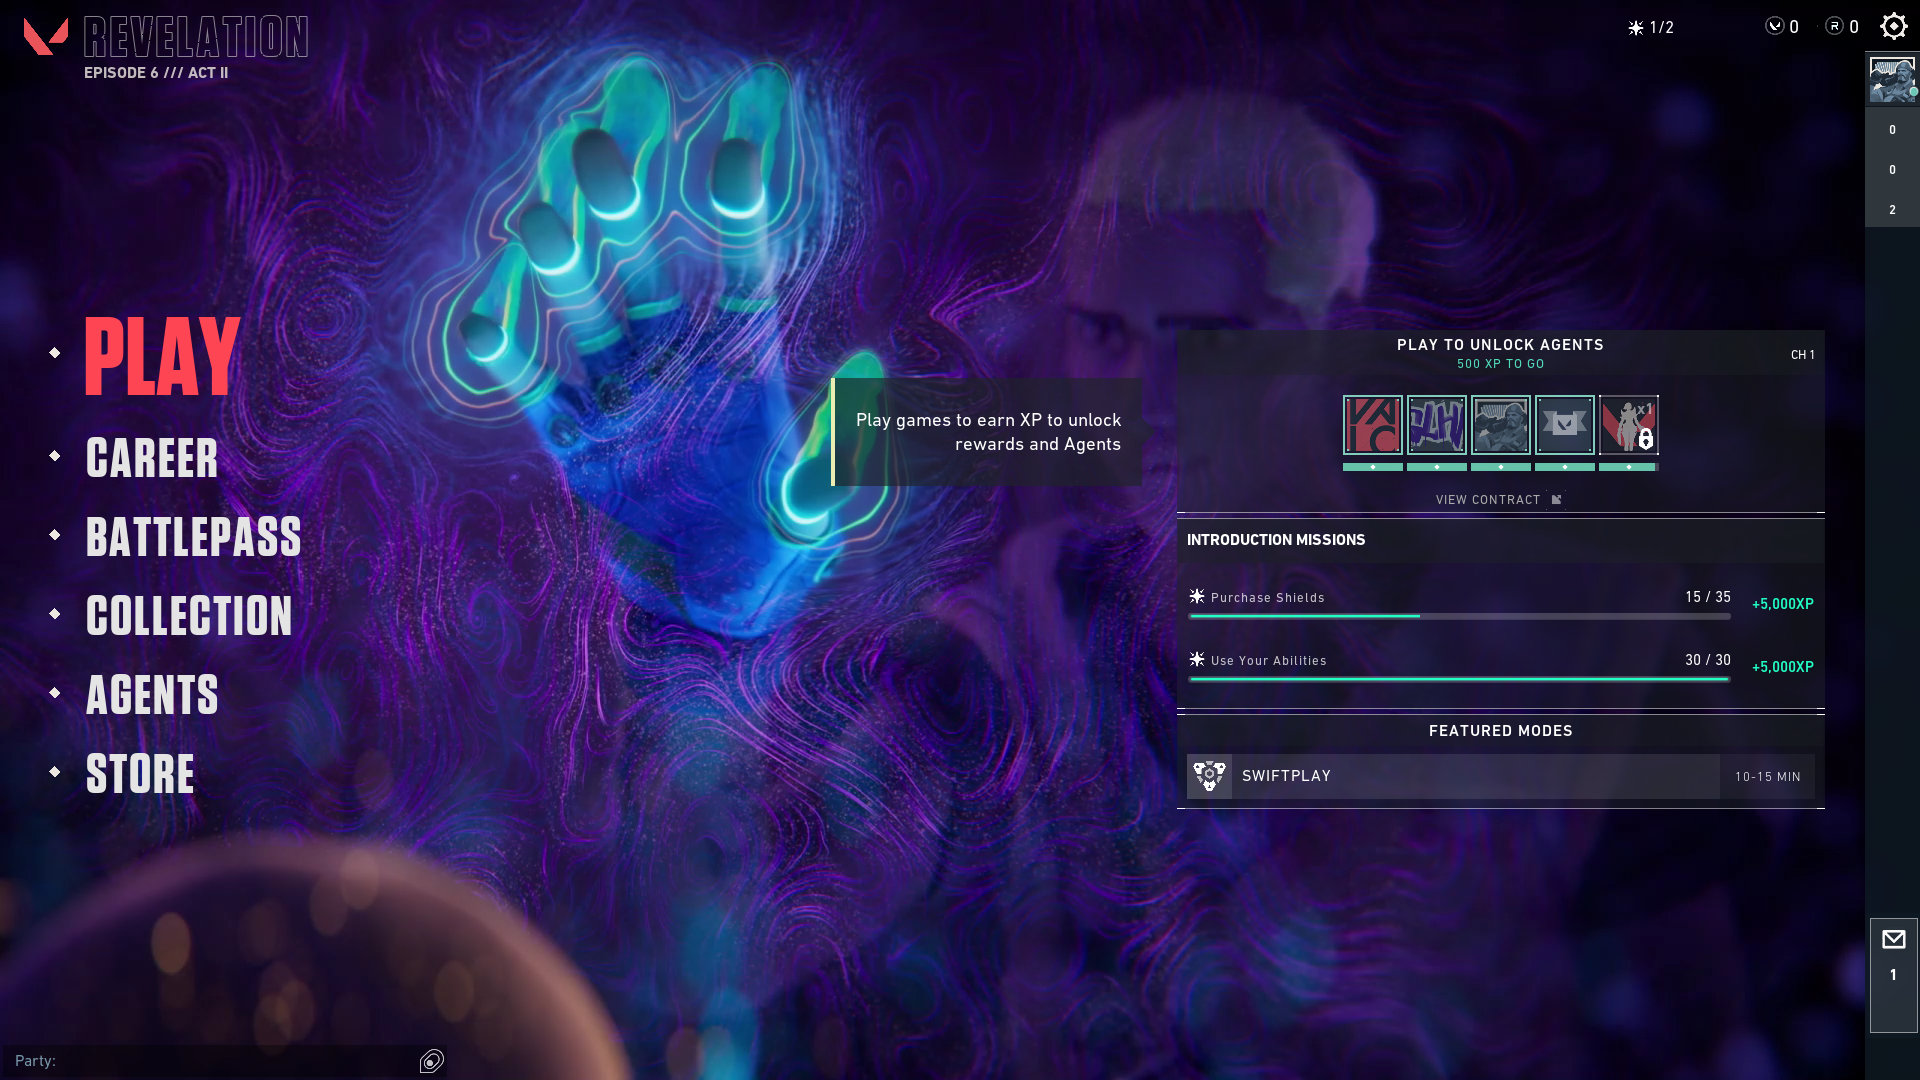 REVELATION
EPISODE 6 /// ACT II
1/2
0
R
0
0
0
2
PLAY
CAREER
BATTLEPASS
COLLECTION
AGENTS
STORE
Play games to earn XP to unlock
rewards and Agents
PLAY TO UNLOCK AGENTS
500 XP TO GO
CH 1
x1
VIEW CONTRACT
INTRODUCTION MISSIONS
Purchase Shields
15 / 35
+5,000XP
Use Your Abilities
30 / 30
+5,000XP
FEATURED MODES
SWIFTPLAY
10-15 MIN
1
Party: